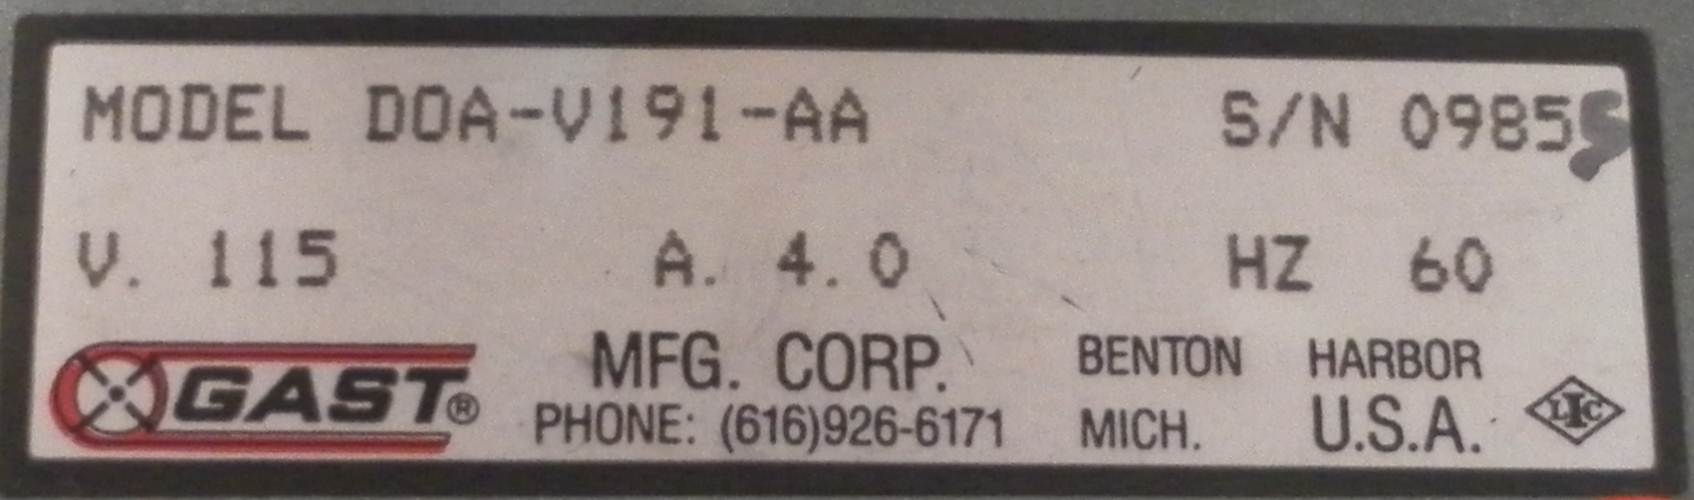 MODEL DOA-V191-AA S/N 09855
V. 115 A. 4.0 HZ 60
GAST® MFG. CORP. BENTON HARBOR
PHONE: (616)926-6171 MICH. U.S.A. LIC